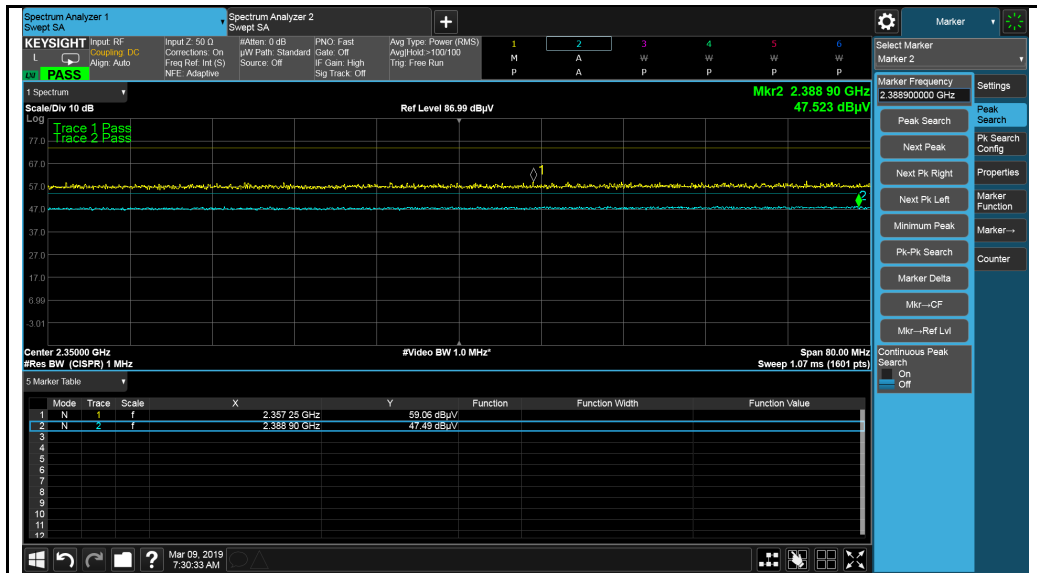 Spectrum Analyzer 1
Swept SA
Spectrum Analyzer 2
Swept SA
Marker
KEYSIGHT
L
LXI
PASS
Input: RF
Coupling: DC
Align: Auto
Input Z: 50 Ω
Corrections: On
Freq Ref: Int (S)
NFE: Adaptive
#Atten: 0 dB
µW Path: Standard
Source: Off
PNO: Fast
Gate: Off
IF Gain: High
Sig Track: Off
Avg Type: Power (RMS)
Avg|Hold:>100/100
Trig: Free Run
1 2 3 4 5 6
M A W W W W
P A P P P P
Select Marker
Marker 2
1 Spectrum
Mkr2 2.388 90 GHz
Scale/Div 10 dB
Ref Level 86.99 dBµV
47.523 dBµV
Log
Trace 1 Pass
Trace 2 Pass
77.0
67.0
57.0
47.0
37.0
27.0
17.0
6.99
-3.01
1
2
Center 2.35000 GHz
#Video BW 1.0 MHz*
Span 80.00 MHz
#Res BW (CISPR) 1 MHz
Sweep 1.07 ms (1601 pts)
5 Marker Table
Mode Trace Scale X Y Function Function Width Function Value
1 N 1 f 2.357 25 GHz 59.06 dBµV
2 N 2 f 2.388 90 GHz 47.49 dBµV
3
4
5
6
7
8
9
10
11
12
Marker Frequency
2.388900000 GHz
Peak Search
Next Peak
Next Pk Right
Next Pk Left
Minimum Peak
Pk-Pk Search
Marker Delta
Mkr→CF
Mkr→Ref Lvl
Continuous Peak
Search
On
Off
Settings
Peak
Search
Pk Search
Config
Properties
Marker
Function
Marker→
Counter
?
Mar 09, 2019
7:30:33 AM